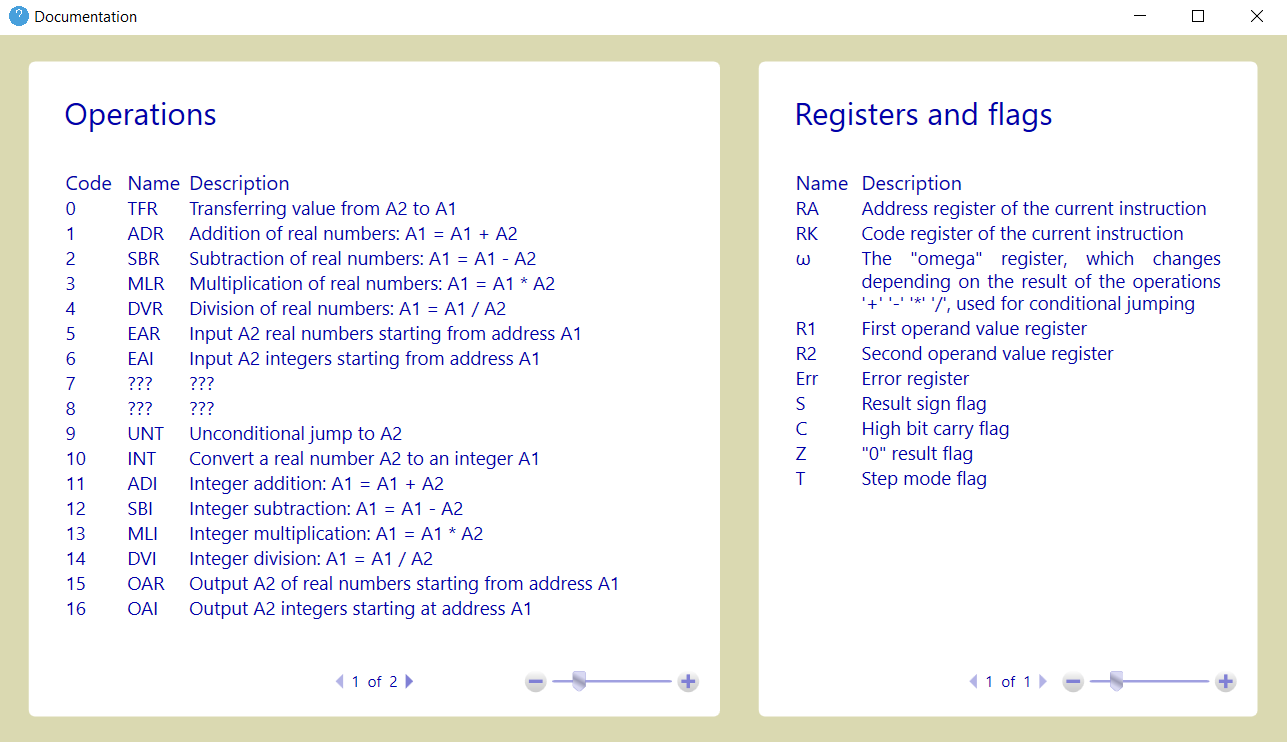 Documentation
Operations
Code Name Description
0 TFR Transferring value from A2 to A1
1 ADR Addition of real numbers: A1 = A1 + A2
2 SBR Subtraction of real numbers: A1 = A1 - A2
3 MLR Multiplication of real numbers: A1 = A1 * A2
4 DVR Division of real numbers: A1 = A1 / A2
5 EAR Input A2 real numbers starting from address A1
6 EAI Input A2 integers starting from address A1
7 ??? ???
8 ??? ???
9 UNT Unconditional jump to A2
10 INT Convert a real number A2 to an integer A1
11 ADI Integer addition: A1 = A1 + A2
12 SBI Integer subtraction: A1 = A1 - A2
13 MLI Integer multiplication: A1 = A1 * A2
14 DVI Integer division: A1 = A1 / A2
15 OAR Output A2 of real numbers starting from address A1
16 OAI Output A2 integers starting at address A1
1 of 2
Registers and flags
Name Description
RA Address register of the current instruction
RK Code register of the current instruction
ω The "omega" register, which changes
depending on the result of the operations
'+' '-' '*' '/', used for conditional jumping
R1 First operand value register
R2 Second operand value register
Err Error register
S Result sign flag
C High bit carry flag
Z "0" result flag
T Step mode flag
1 of 1